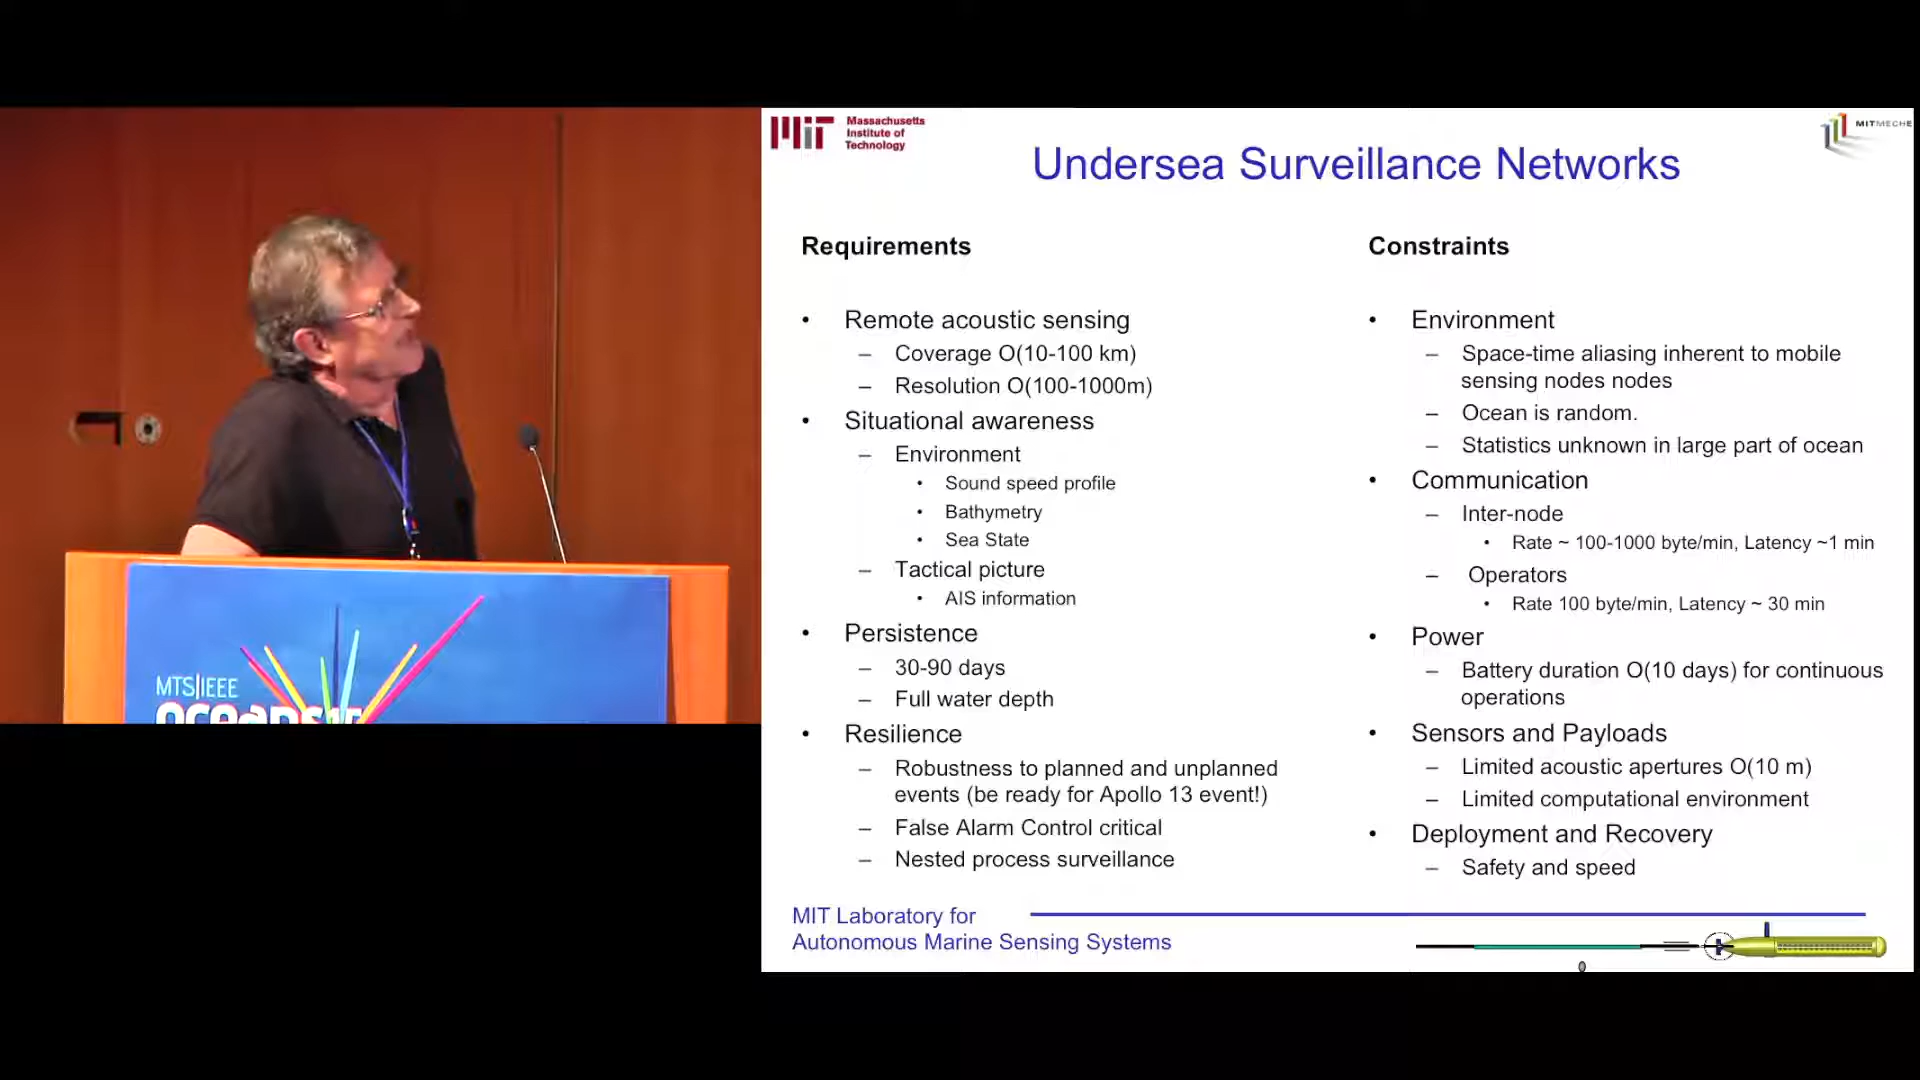 MIT
Massachusetts
Institute of
Technology
MITMECHE
Undersea Surveillance Networks
Requirements
• Remote acoustic sensing
– Coverage O(10-100 km)
– Resolution O(100-1000m)
• Situational awareness
– Environment
• Sound speed profile
• Bathymetry
• Sea State
– Tactical picture
• AIS information
• Persistence
– 30-90 days
– Full water depth
• Resilience
– Robustness to planned and unplanned
events (be ready for Apollo 13 event!)
– False Alarm Control critical
– Nested process surveillance
Constraints
• Environment
– Space-time aliasing inherent to mobile
sensing nodes nodes
– Ocean is random.
– Statistics unknown in large part of ocean
• Communication
– Inter-node
• Rate ~ 100-1000 byte/min, Latency ~1 min
– Operators
• Rate 100 byte/min, Latency ~ 30 min
• Power
– Battery duration O(10 days) for continuous
operations
• Sensors and Payloads
– Limited acoustic apertures O(10 m)
– Limited computational environment
• Deployment and Recovery
– Safety and speed
MIT Laboratory for
Autonomous Marine Sensing Systems
MTS|IEEE